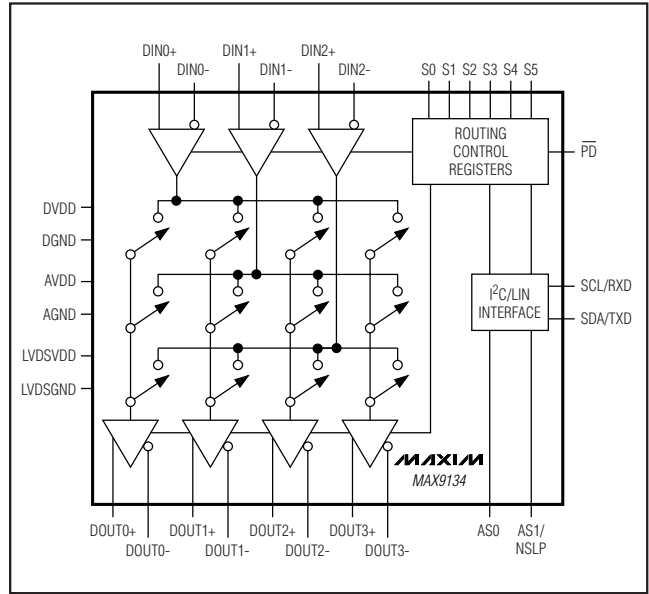 DIN0+ DIN1+ DIN2+
DIN0- DIN1- DIN2- S0 S1 S2 S3 S4 S5
ROUTING
CONTROL
REGISTERS
P̅D̅
DVDD
DGND
AVDD
AGND
LVDSVDD
LVDSGND
I²C/LIN
INTERFACE
SCL/RXD
SDA/TXD
MAXIM
MAX9134
DOUT0+ DOUT1+ DOUT2+ DOUT3+ AS0 AS1/
NSLP
DOUT0- DOUT1- DOUT2- DOUT3-